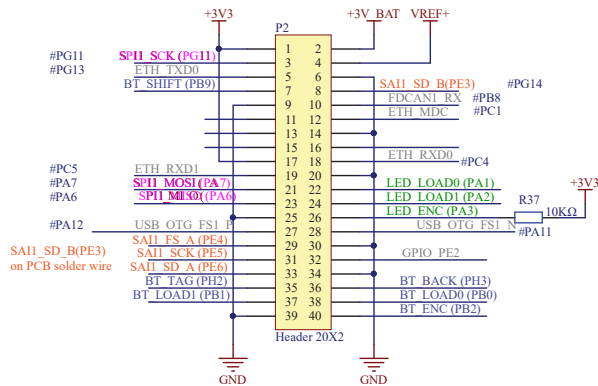 +3V3 +3V_BAT VREF+
P2
1 2
#PG11 SPI1_SCK (PG11) 3 4
#PG13 ETH_TXD0 5 6
BT_SHIFT (PB9) 7 8 SAI1_SD_B(PE3) #PG14
9 10 FDCAN1_RX #PB8
11 12 ETH_MDC #PC1
13 14
15 16
17 18 ETH_RXD0 #PC4
#PC5 ETH_RXD1 19 20
#PA7 SPI1_MOSI (PA7) 21 22 LED_LOAD0 (PA1)
#PA6 SPI1_MISO (PA6) 23 24 LED_LOAD1 (PA2)
25 26 LED_ENC (PA3) R37 10KΩ +3V3
#PA12 USB_OTG_FS1_P 27 28 USB_OTG_FS1_N #PA11
SAI1_FS_A (PE4) 29 30
SAI1_SD_B(PE3)
on PCB solder wire
SAI1_SCK (PE5) 31 32 GPIO_PE2
SAI1_SD_A (PE6) 33 34
BT_TAG (PH2) 35 36 BT_BACK (PH3)
BT_LOAD1 (PB1) 37 38 BT_LOAD0 (PB0)
39 40 BT_ENC (PB2)
Header 20X2
GND GND